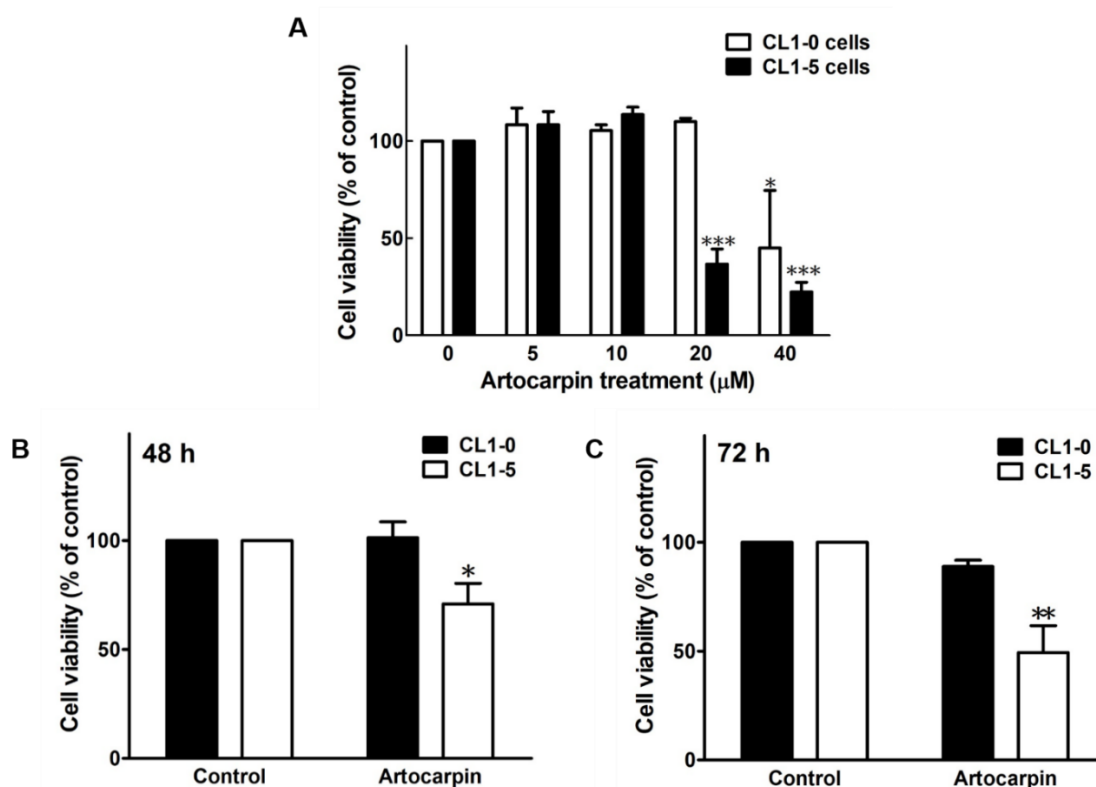 A
CL1-0 cells
CL1-5 cells
Cell viability (% of control)
100
50
0
*
***
***
0 5 10 20 40
Artocarpin treatment (μM)
B
48 h
CL1-0
CL1-5
Cell viability (% of control)
100
50
0
*
Control Artocarpin
C
72 h
CL1-0
CL1-5
Cell viability (% of control)
100
50
0
**
Control Artocarpin